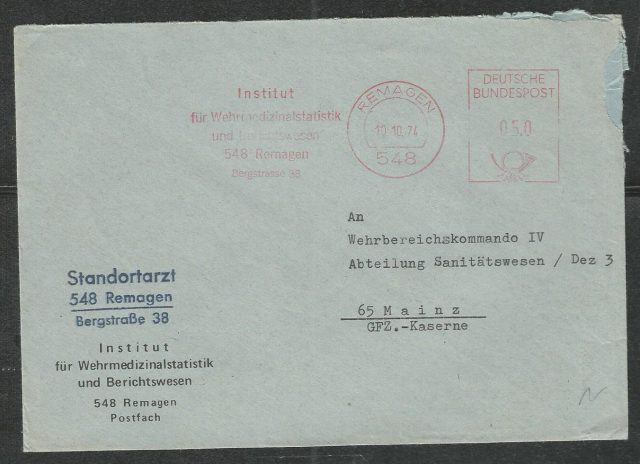 Institut
für Wehrmedizinalstatistik
und Berichtswesen
548 Remagen
Bergstrasse 38
REMAGEN
10.10.74
548
DEUTSCHE
BUNDESPOST
050
An
Wehrbereichskommando IV
Abteilung Sanitätswesen / Dez 3
65 Mainz
GFZ.-Kaserne
Standortarzt
548 Remagen
Bergstraße 38
Institut
für Wehrmedizinalstatistik
und Berichtswesen
548 Remagen
Postfach